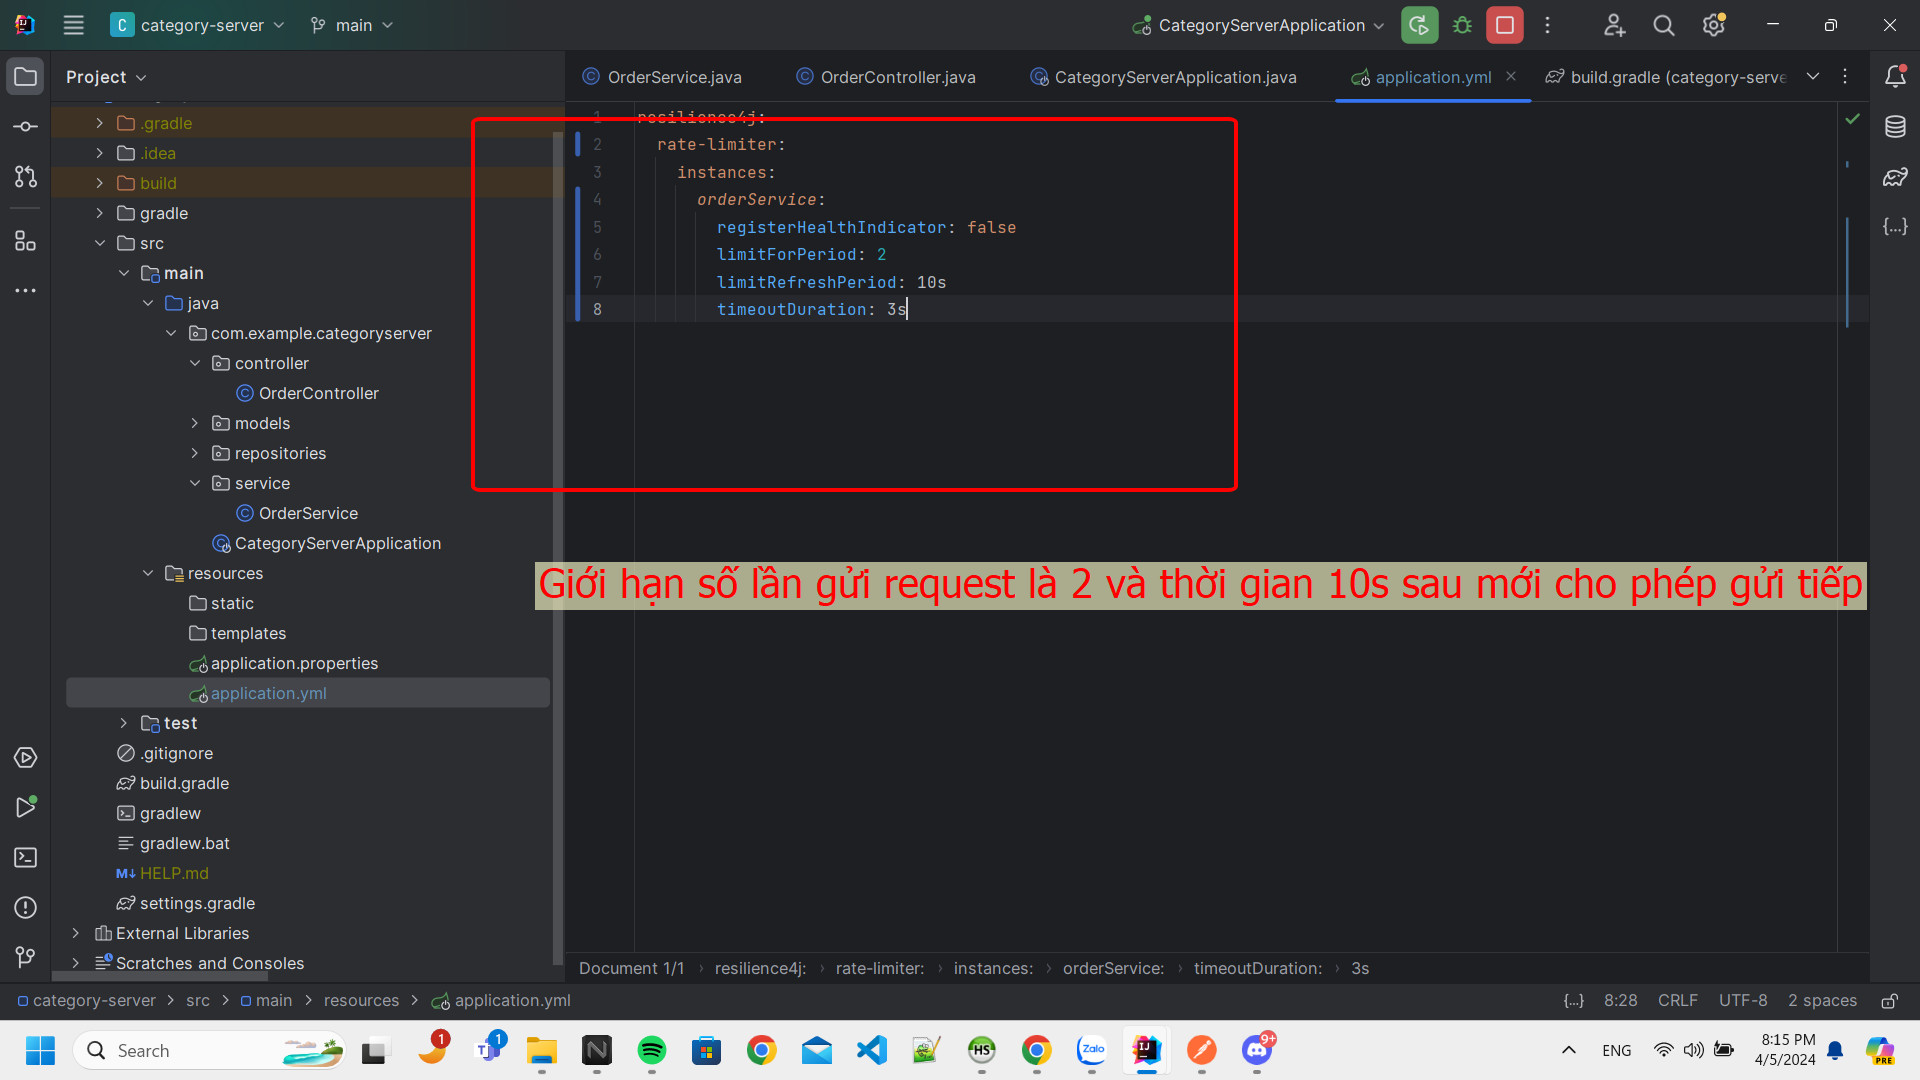 category-server
main
CategoryServerApplication
Project
OrderService.java
OrderController.java
CategoryServerApplication.java
application.yml
build.gradle (category-serve
.gradle
.idea
build
gradle
src
main
java
com.example.categoryserver
controller
OrderController
models
repositories
service
OrderService
CategoryServerApplication
resources
static
templates
application.properties
application.yml
test
.gitignore
build.gradle
gradlew
gradlew.bat
M↓ HELP.md
settings.gradle
External Libraries
Scratches and Consoles
1 resilience4j:
2 rate-limiter:
3 instances:
4 orderService:
5 registerHealthIndicator: false
6 limitForPeriod: 2
7 limitRefreshPeriod: 10s
8 timeoutDuration: 3s
Giới hạn số lần gửi request là 2 và thời gian 10s sau mới cho phép gửi tiếp
Document 1/1 › resilience4j: › rate-limiter: › instances: › orderService: › timeoutDuration: › 3s
category-server > src > main > resources > application.yml
{...} 8:28 CRLF UTF-8 2 spaces
Search
1
1
Zalo
9+
ENG
8:15 PM
4/5/2024
PRE